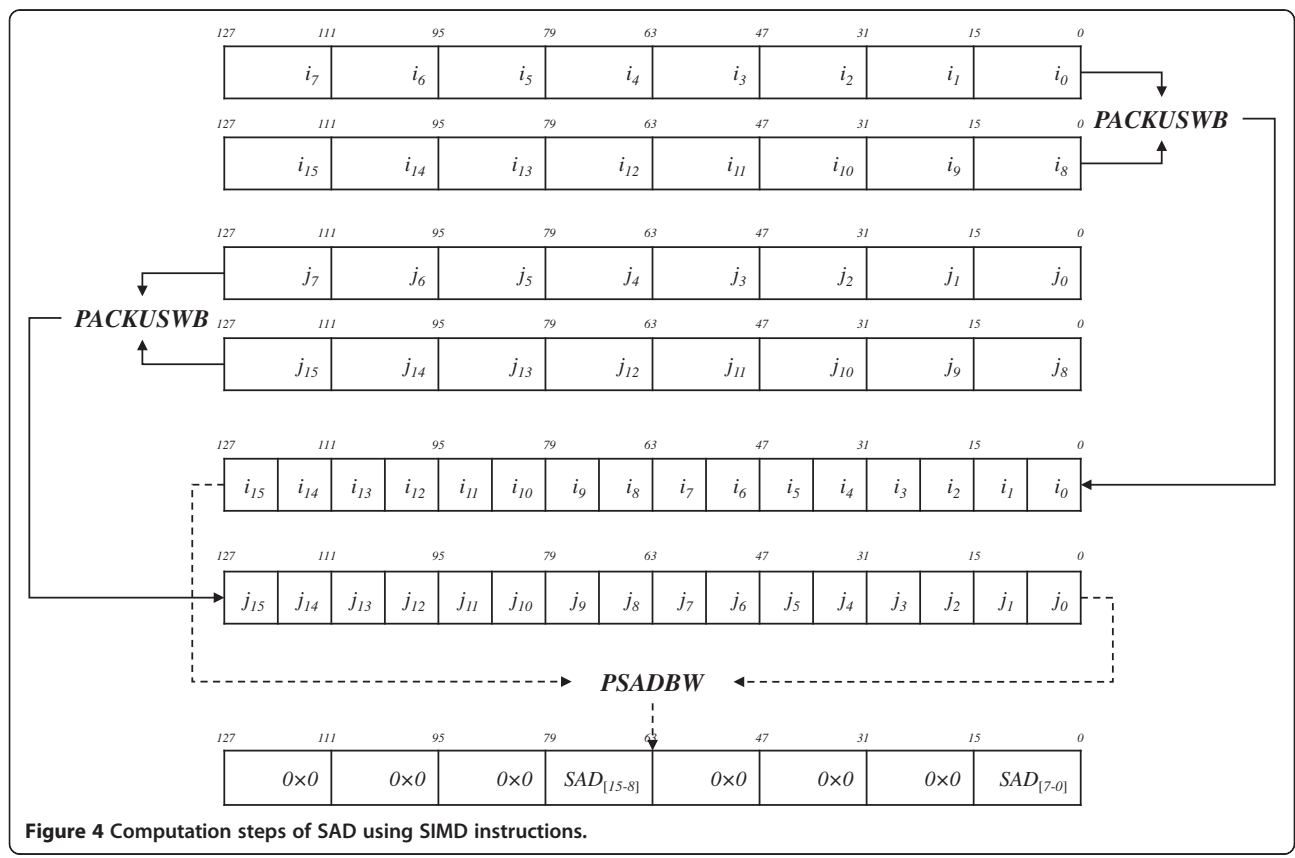 127 111 95 79 63 47 31 15 0
i7 i6 i5 i4 i3 i2 i1 i0
PACKUSWB
127 111 95 79 63 47 31 15 0
i15 i14 i13 i12 i11 i10 i9 i8
127 111 95 79 63 47 31 15 0
j7 j6 j5 j4 j3 j2 j1 j0
PACKUSWB
127 111 95 79 63 47 31 15 0
j15 j14 j13 j12 j11 j10 j9 j8
127 111 95 79 63 47 31 15 0
i15 i14 i13 i12 i11 i10 i9 i8 i7 i6 i5 i4 i3 i2 i1 i0
127 111 95 79 63 47 31 15 0
j15 j14 j13 j12 j11 j10 j9 j8 j7 j6 j5 j4 j3 j2 j1 j0
PSADBW
127 111 95 79 63 47 31 15 0
0×0 0×0 0×0 SAD[15-8] 0×0 0×0 0×0 SAD[7-0]
Figure 4 Computation steps of SAD using SIMD instructions.